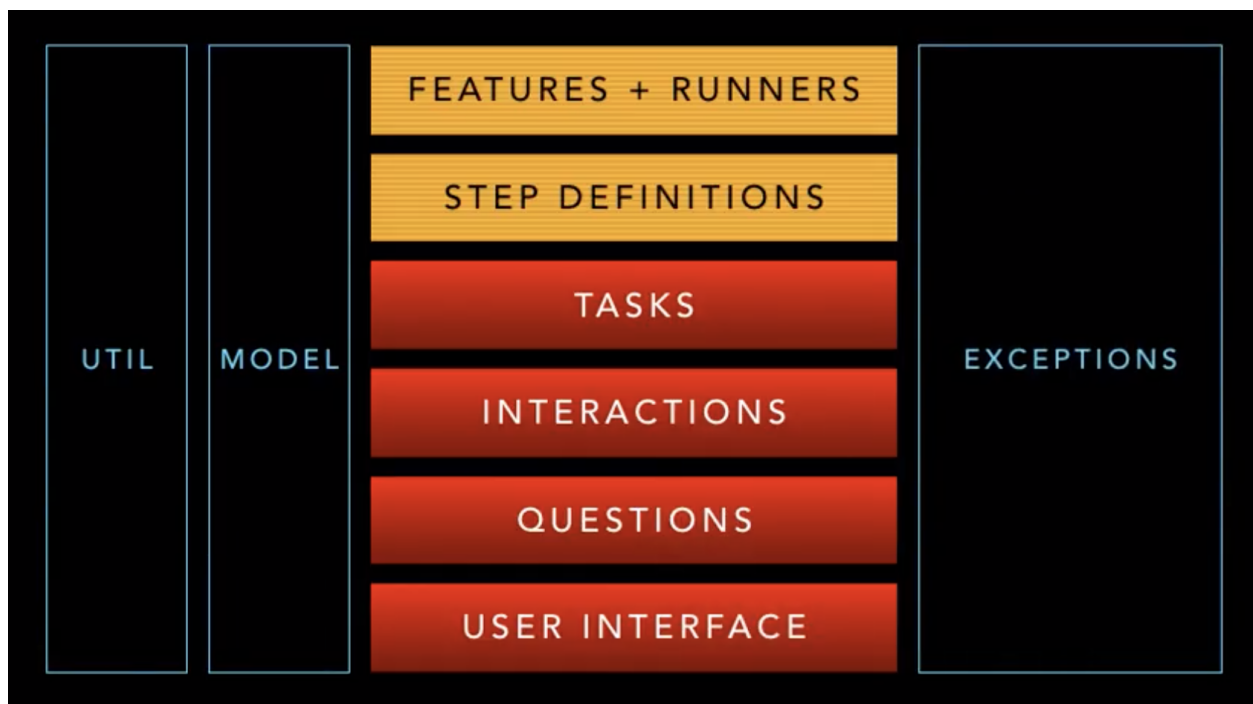 FEATURES + RUNNERS
STEP DEFINITIONS
TASKS
UTIL
MODEL
EXCEPTIONS
INTERACTIONS
QUESTIONS
USER INTERFACE